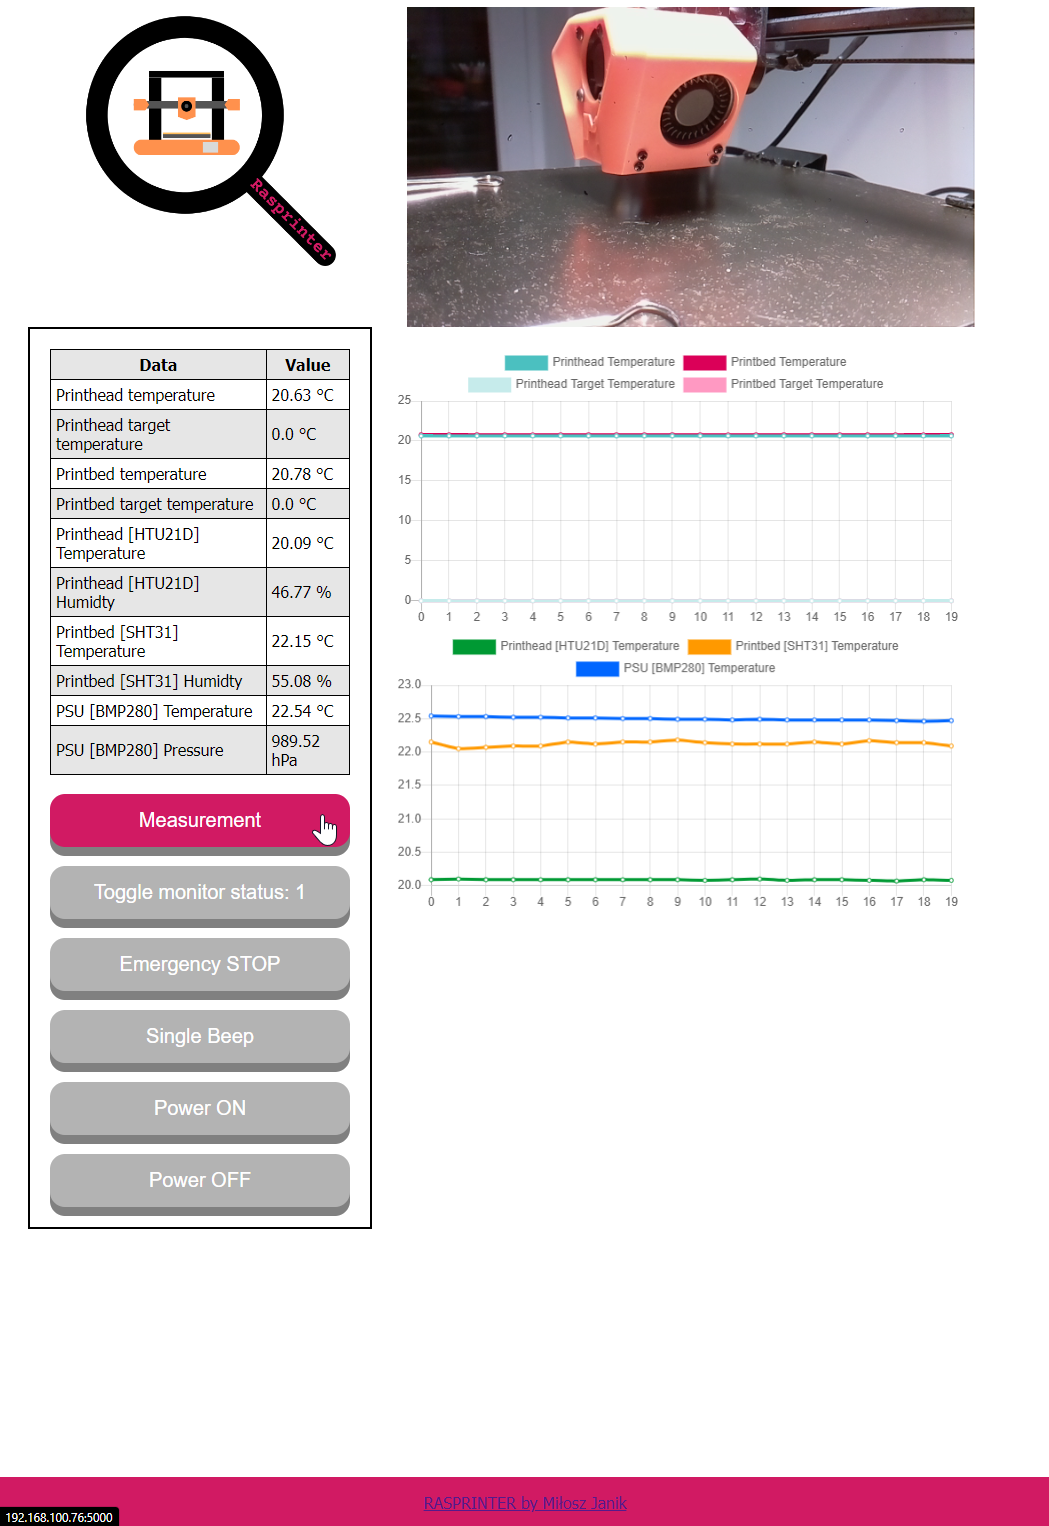 Rasprinter
Data Value
Printhead temperature 20.63 °C
Printhead target
temperature 0.0 °C
Printbed temperature 20.78 °C
Printbed target temperature 0.0 °C
Printhead [HTU21D]
Temperature 20.09 °C
Printhead [HTU21D]
Humidty 46.77 %
Printbed [SHT31]
Temperature 22.15 °C
Printbed [SHT31] Humidty 55.08 %
PSU [BMP280] Temperature 22.54 °C
PSU [BMP280] Pressure 989.52
hPa
Measurement
Toggle monitor status: 1
Emergency STOP
Single Beep
Power ON
Power OFF
Printhead Temperature Printbed Temperature
Printhead Target Temperature Printbed Target Temperature
25
20
15
10
5
0
0 1 2 3 4 5 6 7 8 9 10 11 12 13 14 15 16 17 18 19
Printhead [HTU21D] Temperature Printbed [SHT31] Temperature
PSU [BMP280] Temperature
23.0
22.5
22.0
21.5
21.0
20.5
20.0
0 1 2 3 4 5 6 7 8 9 10 11 12 13 14 15 16 17 18 19
RASPRINTER by Miłosz Janik
192.168.100.76:5000